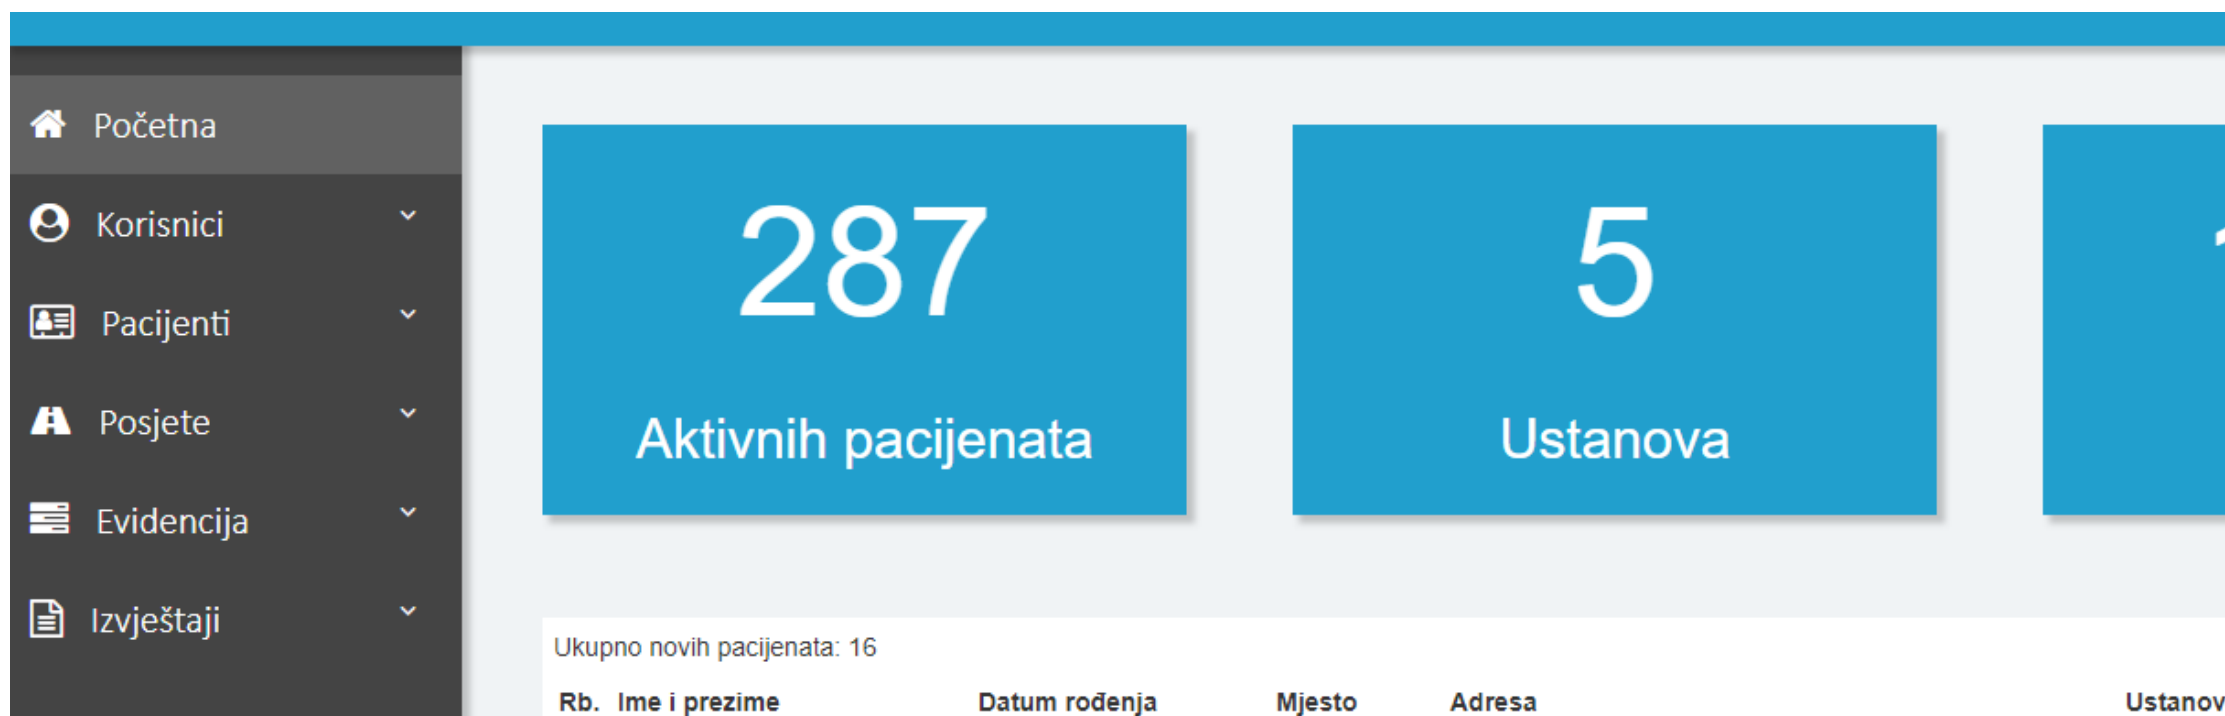 Početna
Korisnici
Pacijenti
Posjete
Evidencija
Izvještaji
287
Aktivnih pacijenata
5
Ustanova
Ukupno novih pacijenata: 16
Rb. Ime i prezime Datum rođenja Mjesto Adresa